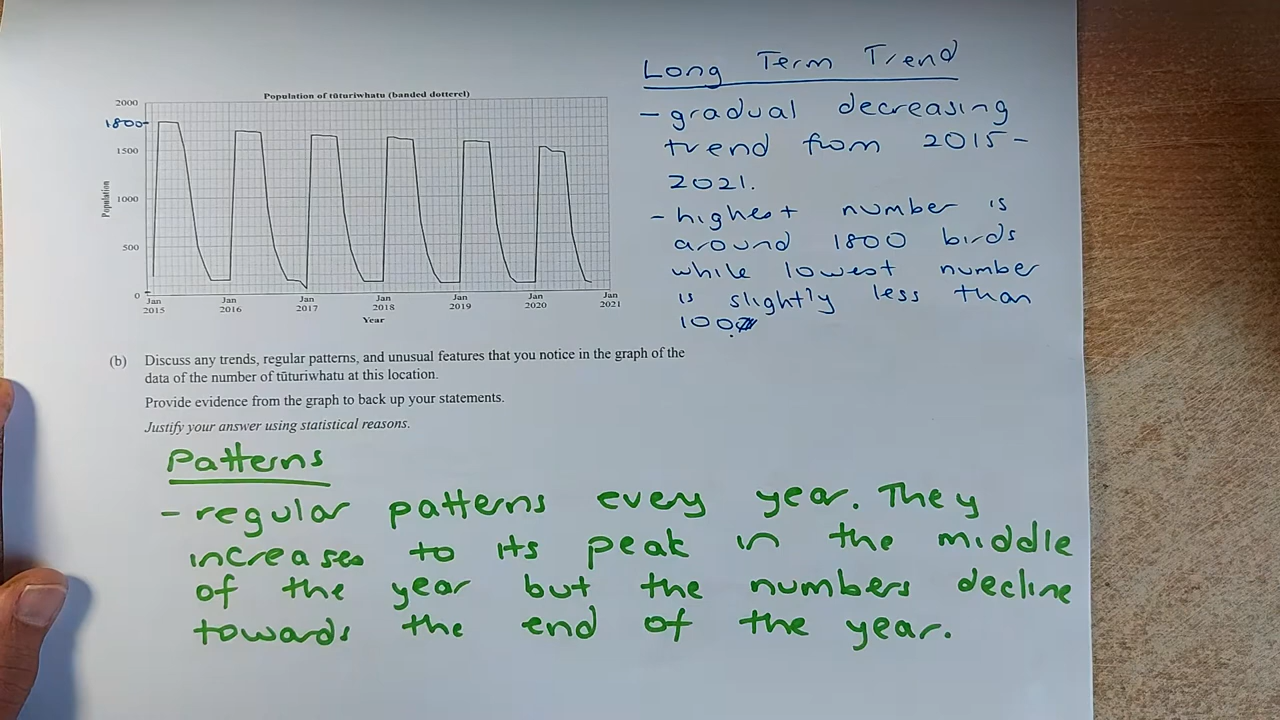 Population of tūturiwhatu (banded dotterel)
2000
1800
1500
1000
500
0
Population
Jan 2015
Jan 2016
Jan 2017
Jan 2018
Jan 2019
Jan 2020
Jan 2021
Year
Long Term Trend
- gradual decreasing
trend from 2015-
2021.
- highest number is
around 1800 birds
while lowest number
is slightly less than
100
(b) Discuss any trends, regular patterns, and unusual features that you notice in the graph of the
data of the number of tūturiwhatu at this location.
Provide evidence from the graph to back up your statements.
Justify your answer using statistical reasons.
Patterns
- regular patterns every year. They
increases to its peak in the middle
of the year but the numbers decline
towards the end of the year.